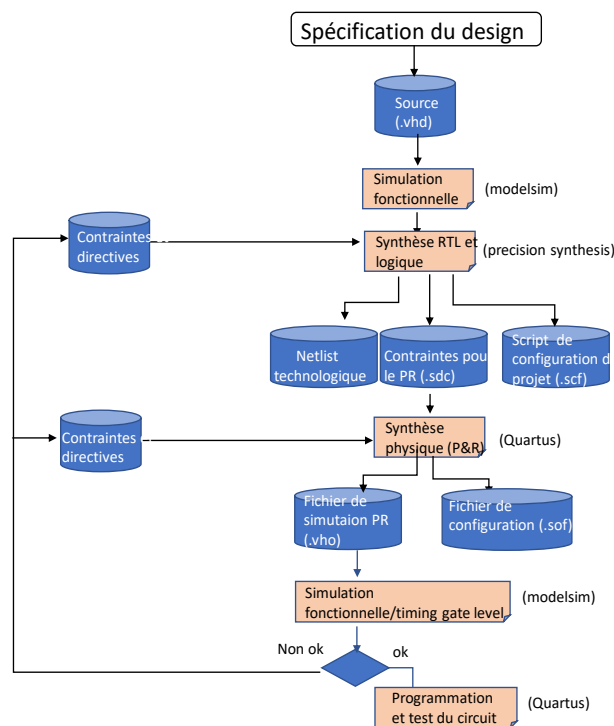 Spécification du design
Source
(.vhd)
Simulation
fonctionnelle
(modelsim)
Contraintes
directives
Synthèse RTL et
logique
(precision synthesis)
Netlist
technologique
Contraintes pou
le PR (.sdc)
Script de
configuration d
projet (.scf)
Contraintes
directives
Synthèse
physique (P&R)
(Quartus)
Fichier de
simutaion PR
(.vho)
Fichier de
configuration (.sof)
Simulation
fonctionnelle/timing gate level
(modelsim)
Non ok
ok
Programmation
et test du circuit
(Quartus)